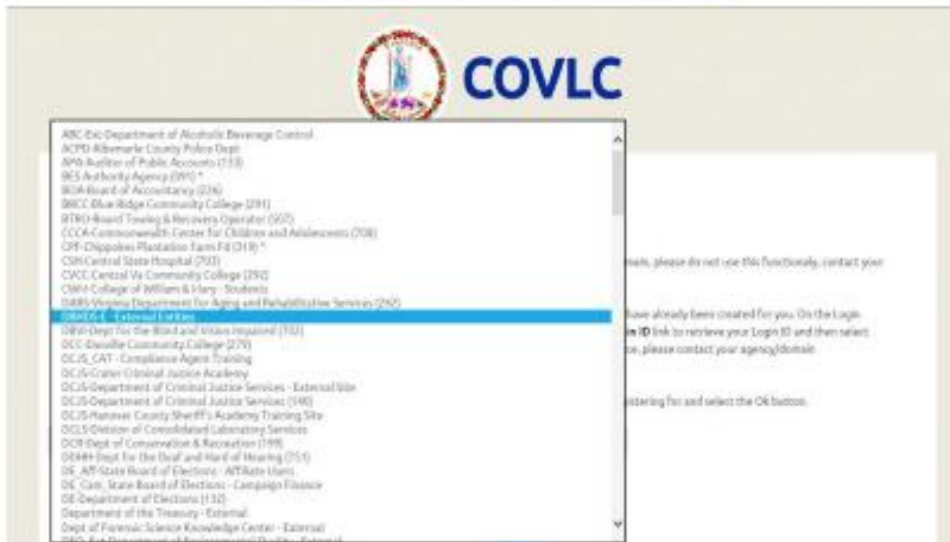 COVLC
ABC-Exc-Department of Alcoholic Beverage Control
ACPD-Albemarle County Police Dept
APA-Auditor of Public Accounts (133)
BES Authority Agency *
BOA-Board of Accountancy (226)
BRCC-Blue Ridge Community College (291)
BTRO-Board Towing & Recovery Operator (507)
CCCA-Commonwealth Center for Children and Adolescents (708)
CPF-Chippokes Plantation Farm Fd (319) *
CSH-Central State Hospital (703)
CVCC-Central Va Community College (292)
CWM-College of William & Mary - Students
DARS-Virginia Department for Aging and Rehabilitative Services (262)
DBHDS-E - External Entities
DBVI-Dept for the Blind and Vision Impaired (702)
DCC-Danville Community College (279)
DCJS_CAT - Compliance Agent Training
DCJS-Crater Criminal Justice Academy
DCJS-Department of Criminal Justice Services - External Site
DCJS-Department of Criminal Justice Services (140)
DCJS-Hanover County Sheriff's Academy Training Site
DCLS-Division of Consolidated Laboratory Services
DCR-Dept of Conservation & Recreation (199)
DDHH-Dept for the Deaf and Hard of Hearing (751)
DE_Aff-State Board of Elections - Affiliate Users
DE_Cam_State Board of Elections - Campaign Finance
DE-Department of Elections (132)
Department of the Treasury - External
Dept of Forensic Science Knowledge Center - External
please do not use this functionaly, contact your
have already been created for you. On the Login
in ID link to retrieve your Login ID and then select
please contact your agency/domain
istering for and select the Ok button.